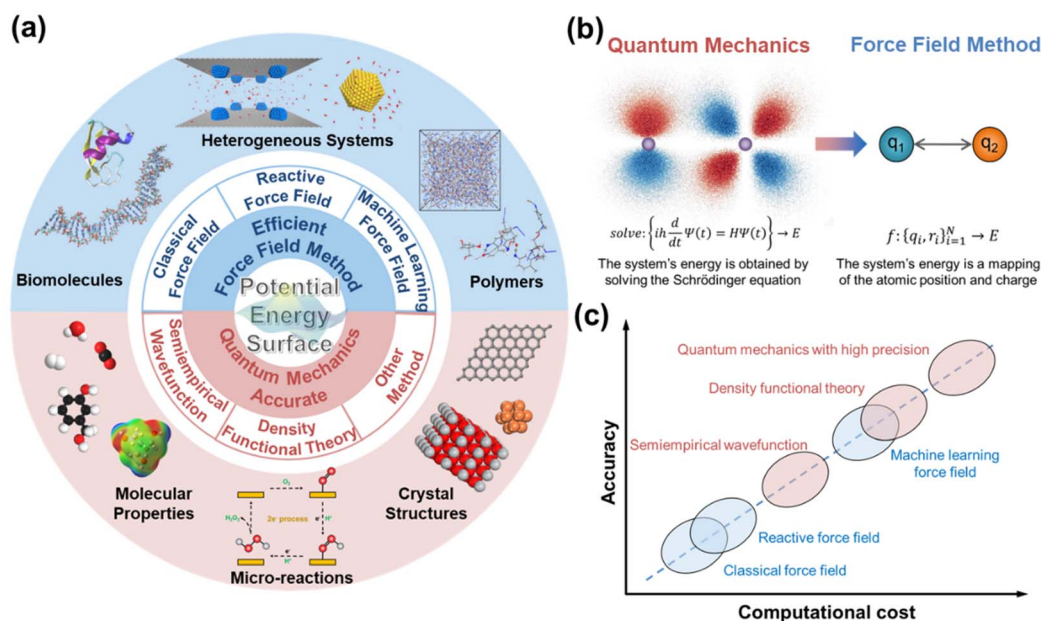 (a)
Heterogeneous Systems
Biomolecules
Polymers
Classical
Force Field
Reactive
Force Field
Machine Learning
Force Field
Efficient
Force Field Method
Potential
Energy
Surface
Quantum Mechanics
Accurate
Semiempirical
Wavefunction
Density
Functional Theory
Other
Method
Molecular
Properties
Crystal
Structures
O₂
H₂O₂
2e⁻ process
e⁻
H⁺
e⁻
H⁺
Micro-reactions
(b)
Quantum Mechanics
Force Field Method
q₁
q₂
solve:{ih d/dt Ψ(t) = HΨ(t)} → E
f:{qᵢ, rᵢ}ᵢ₌₁ᴺ → E
The system's energy is obtained by
solving the Schrödinger equation
The system's energy is a mapping
of the atomic position and charge
(c)
Accuracy
Quantum mechanics with high precision
Density functional theory
Semiempirical wavefunction
Machine learning
force field
Reactive force field
Classical force field
Computational cost